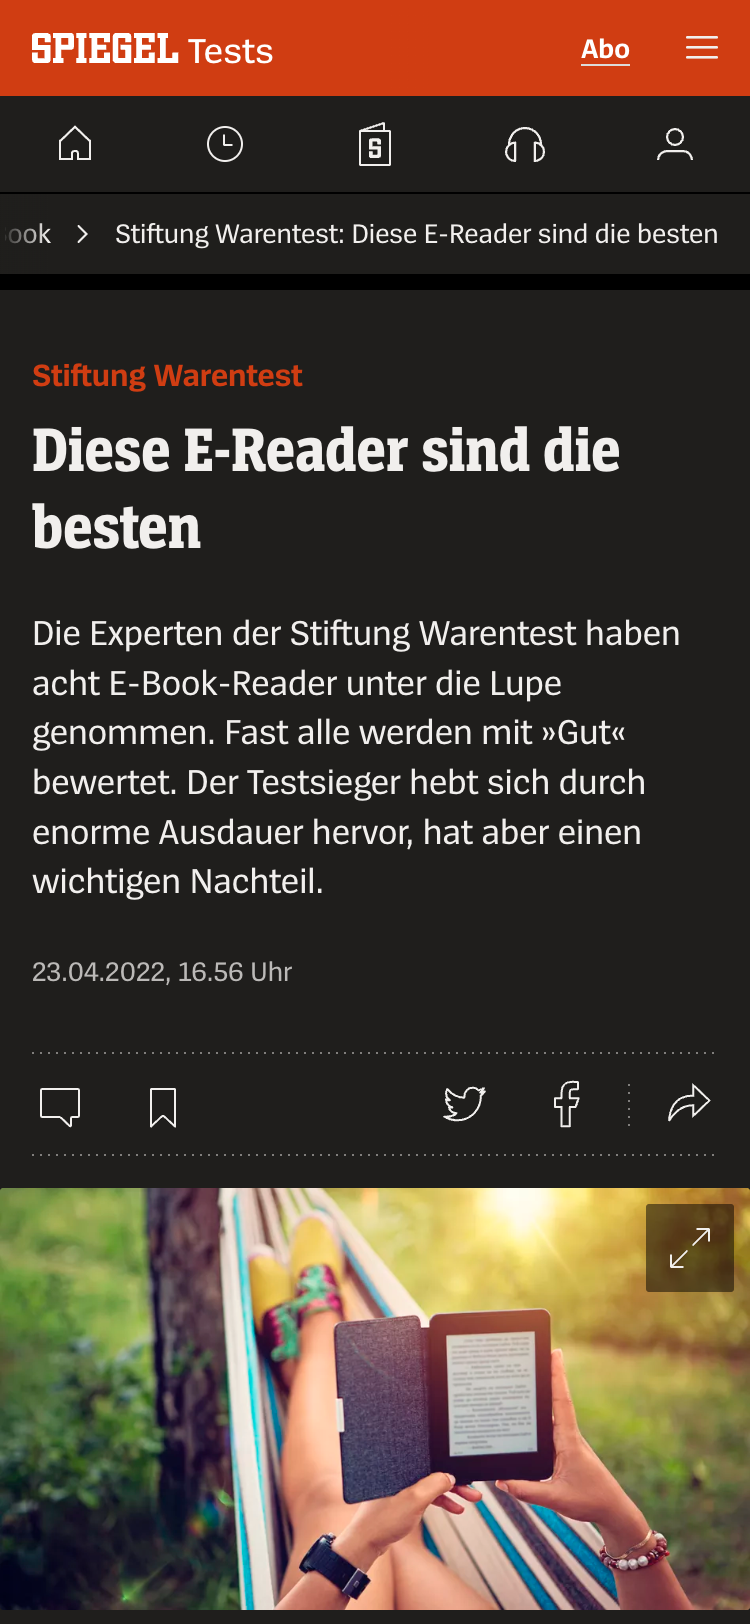 SPIEGEL Tests
Abo
S
Stiftung Warentest: Diese E-Reader sind die besten
Stiftung Warentest
Diese E-Reader sind die
besten
Die Experten der Stiftung Warentest haben
acht E-Book-Reader unter die Lupe
genommen. Fast alle werden mit »Gut«
bewertet. Der Testsieger hebt sich durch
enorme Ausdauer hervor, hat aber einen
wichtigen Nachteil.
23.04.2022, 16.56 Uhr